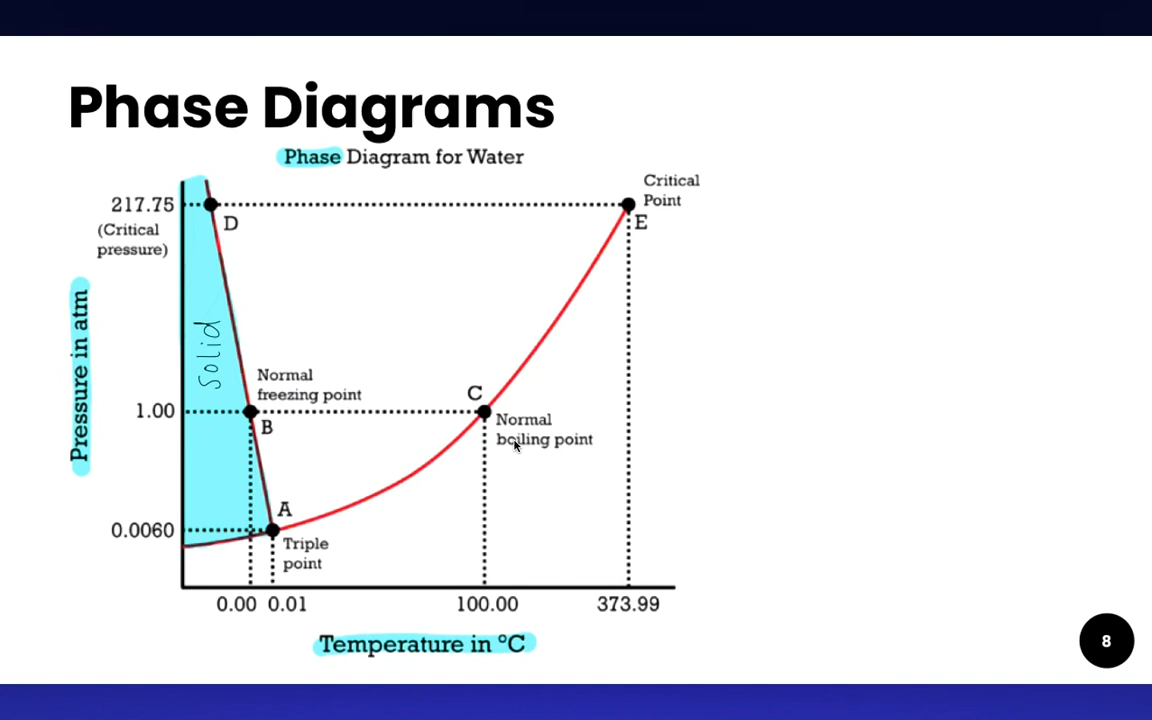 Phase Diagrams
Phase Diagram for Water
Critical
Point
217.75
(Critical
pressure)
D
E
Pressure in atm
Solid
Normal
freezing point
1.00
B
C
Normal
boiling point
A
0.0060
Triple
point
0.00 0.01 100.00 373.99
Temperature in °C
8